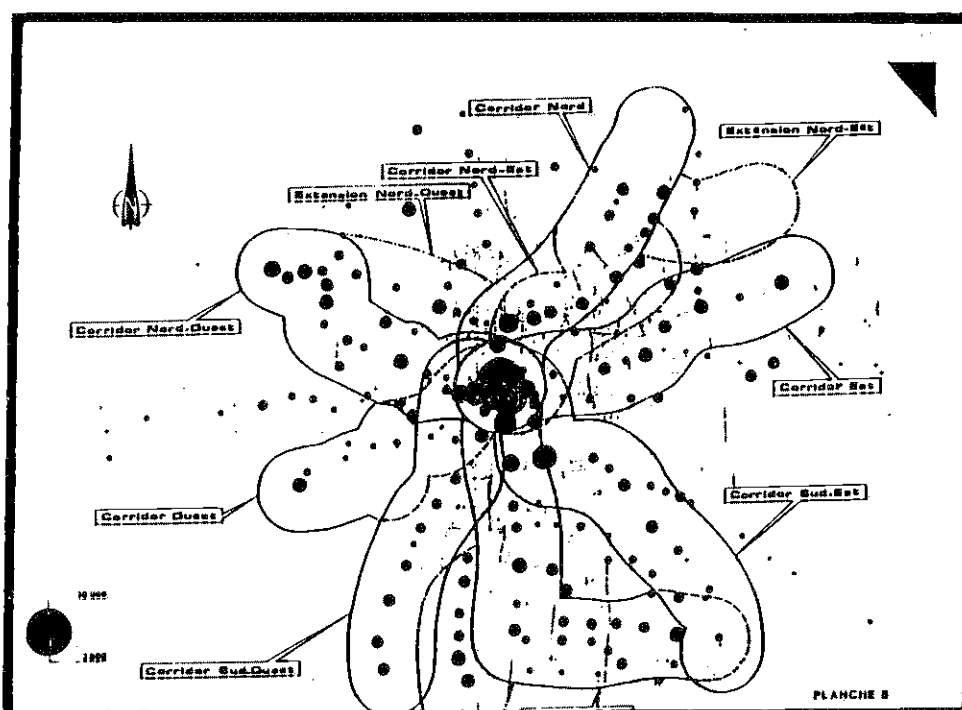 Corridor Nord
Extension Nord-Est
Corridor Nord-Est
Extension Nord-Ouest
N
Corridor Nord-Ouest
Corridor Est
Corridor Sud-Est
Corridor Ouest
Corridor Sud-Ouest
PLANCHE